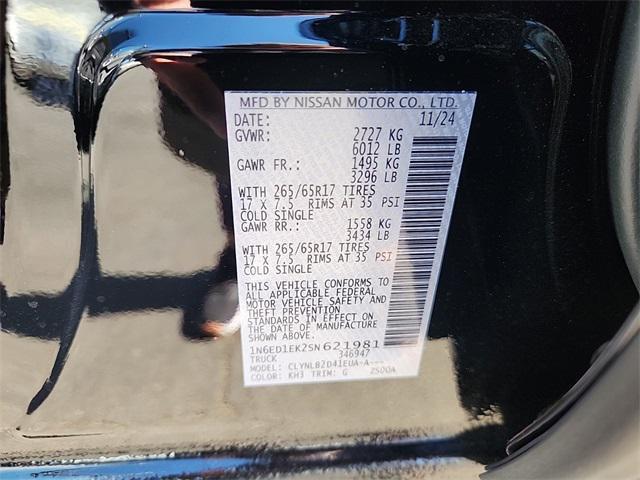 MFD BY NISSAN MOTOR CO., LTD.
DATE: 11/24
GVWR: 2727 KG
6012 LB
GAWR FR.: 1495 KG
3296 LB
WITH 265/65R17 TIRES
17 X 7.5 RIMS AT 35 PSI
COLD SINGLE
GAWR RR.: 1558 KG
3434 LB
WITH 265/65R17 TIRES
17 X 7.5 RIMS AT 35 PSI
COLD SINGLE
THIS VEHICLE CONFORMS TO
ALL APPLICABLE FEDERAL
MOTOR VEHICLE SAFETY AND
THEFT PREVENTION
STANDARDS IN EFFECT ON
THE DATE OF MANUFACTURE
SHOWN ABOVE.
1N6ED1EK2SN621981
TRUCK 346947
MODEL: CLYNLB2D41EUA-A---
COLOR: KH3 TRIM: G ZS00A